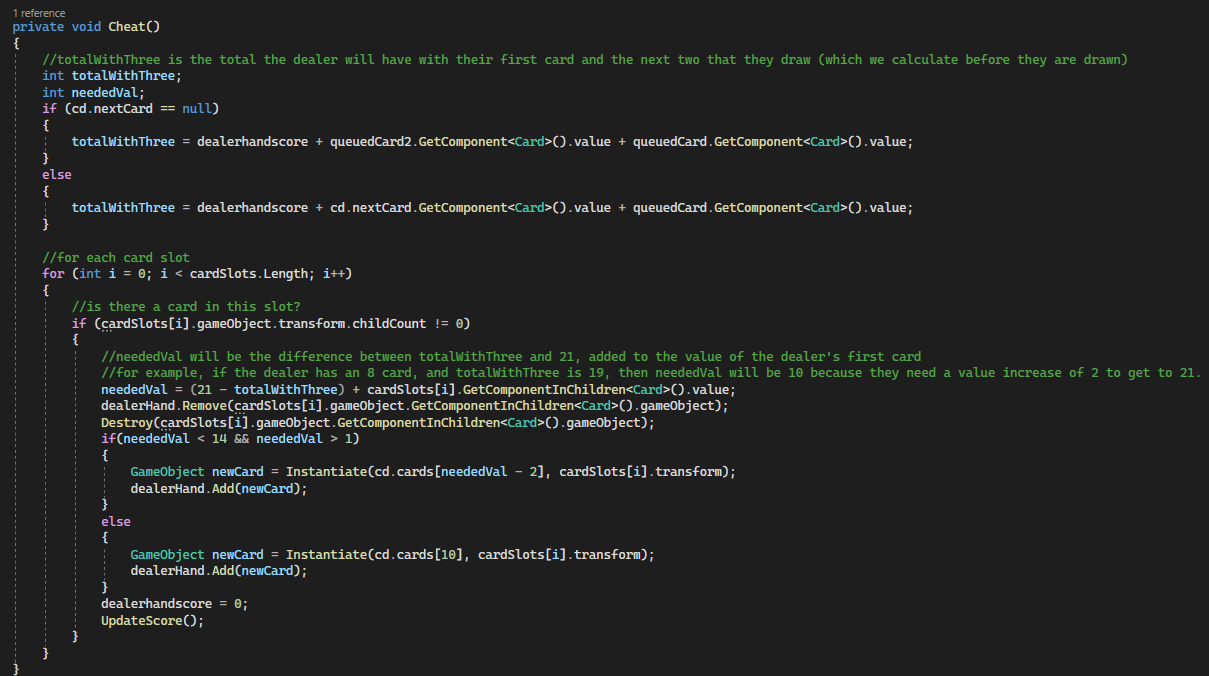 1 reference
private void Cheat()
{
//totalWithThree is the total the dealer will have with their first card and the next two that they draw (which we calculate before they are drawn)
int totalWithThree;
int neededVal;
if (cd.nextCard == null)
{
totalWithThree = dealerhandscore + queuedCard2.GetComponent<Card>().value + queuedCard.GetComponent<Card>().value;
}
else
{
totalWithThree = dealerhandscore + cd.nextCard.GetComponent<Card>().value + queuedCard.GetComponent<Card>().value;
}
//for each card slot
for (int i = 0; i < cardSlots.Length; i++)
{
//is there a card in this slot?
if (cardSlots[i].gameObject.transform.childCount != 0)
{
//neededVal will be the difference between totalWithThree and 21, added to the value of the dealer's first card
//for example, if the dealer has an 8 card, and totalWithThree is 19, then neededVal will be 10 because they need a value increase of 2 to get to 21.
neededVal = (21 - totalWithThree) + cardSlots[i].GetComponentInChildren<Card>().value;
dealerHand.Remove(cardSlots[i].gameObject.GetComponentInChildren<Card>().gameObject);
Destroy(cardSlots[i].gameObject.GetComponentInChildren<Card>().gameObject);
if(neededVal < 14 && neededVal > 1)
{
GameObject newCard = Instantiate(cd.cards[neededVal - 2], cardSlots[i].transform);
dealerHand.Add(newCard);
}
else
{
GameObject newCard = Instantiate(cd.cards[10], cardSlots[i].transform);
dealerHand.Add(newCard);
}
dealerhandscore = 0;
UpdateScore();
}
}
}